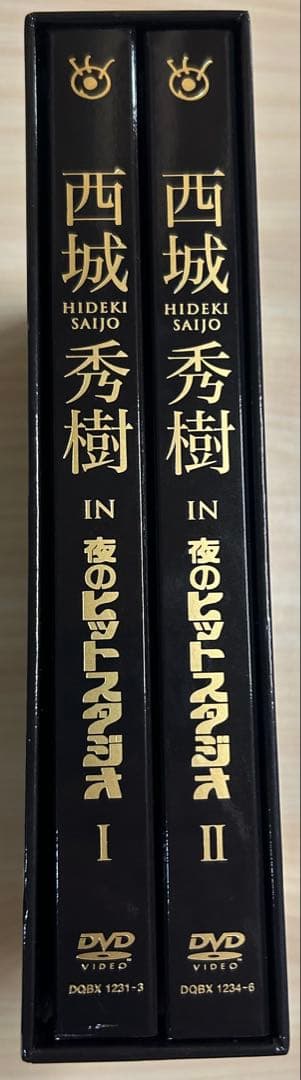 西城
HIDEKI
SAIJO
秀樹
IN
夜のヒットスタジオ
I
DVD
VIDEO
DQBX 1231-3
西城
HIDEKI
SAIJO
秀樹
IN
夜のヒットスタジオ
II
DVD
VIDEO
DQBX 1234-6